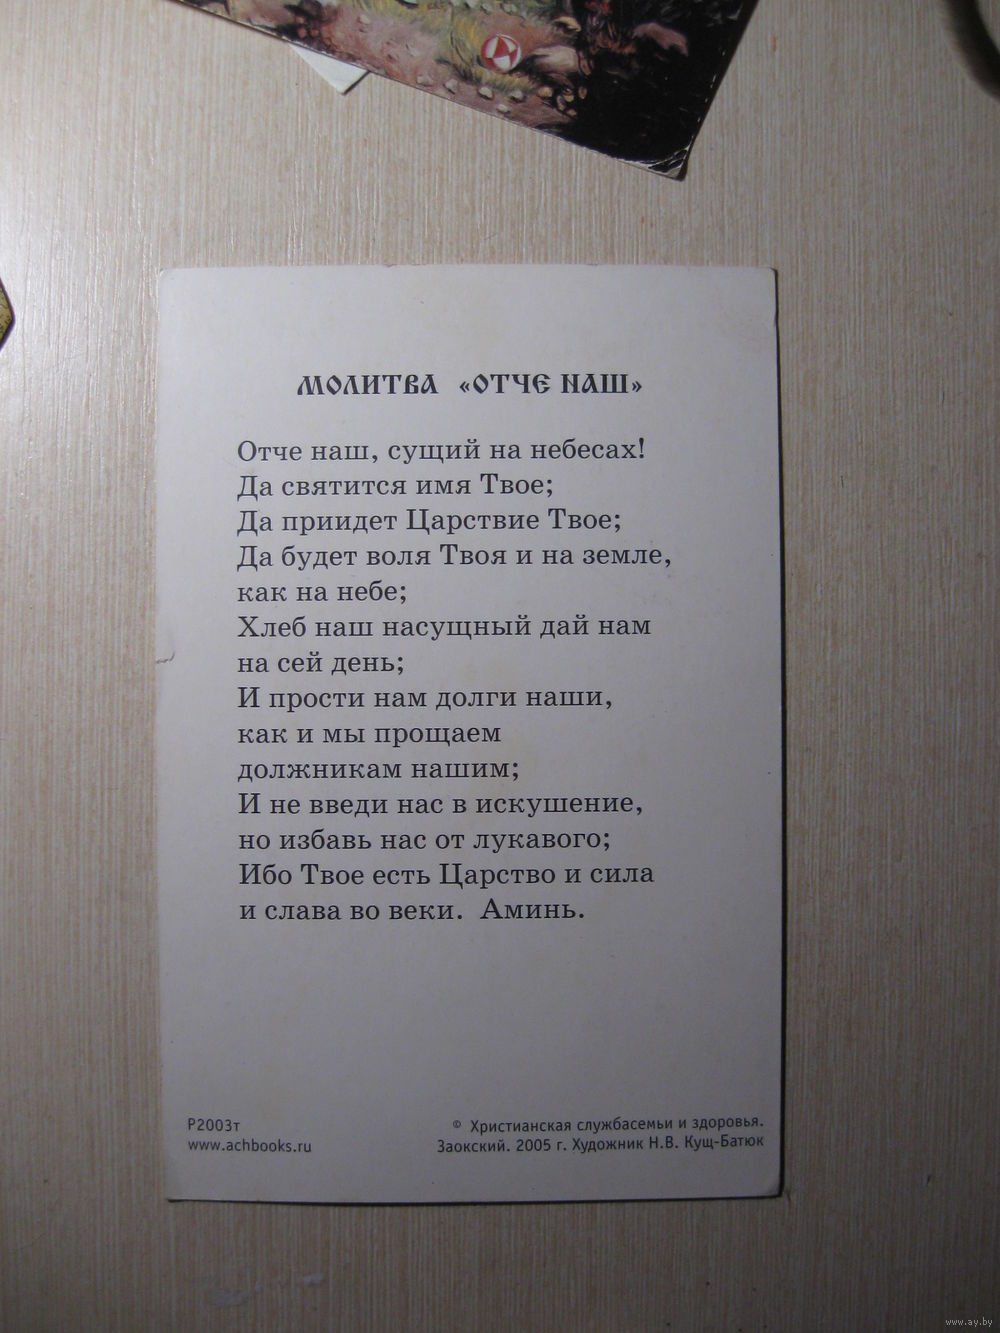 МОЛИТВА «ОТЧЕ НАШ»
Отче наш, сущий на небесах!
Да святится имя Твое;
Да приидет Царствие Твое;
Да будет воля Твоя и на земле,
как на небе;
Хлеб наш насущный дай нам
на сей день;
И прости нам долги наши,
как и мы прощаем
должникам нашим;
И не введи нас в искушение,
но избавь нас от лукавого;
Ибо Твое есть Царство и сила
и слава во веки. Аминь.
Р2003т
www.achbooks.ru
© Христианская службасемьи и здоровья.
Заокский. 2005 г. Художник Н.В. Кущ-Батюк
www.ay.by